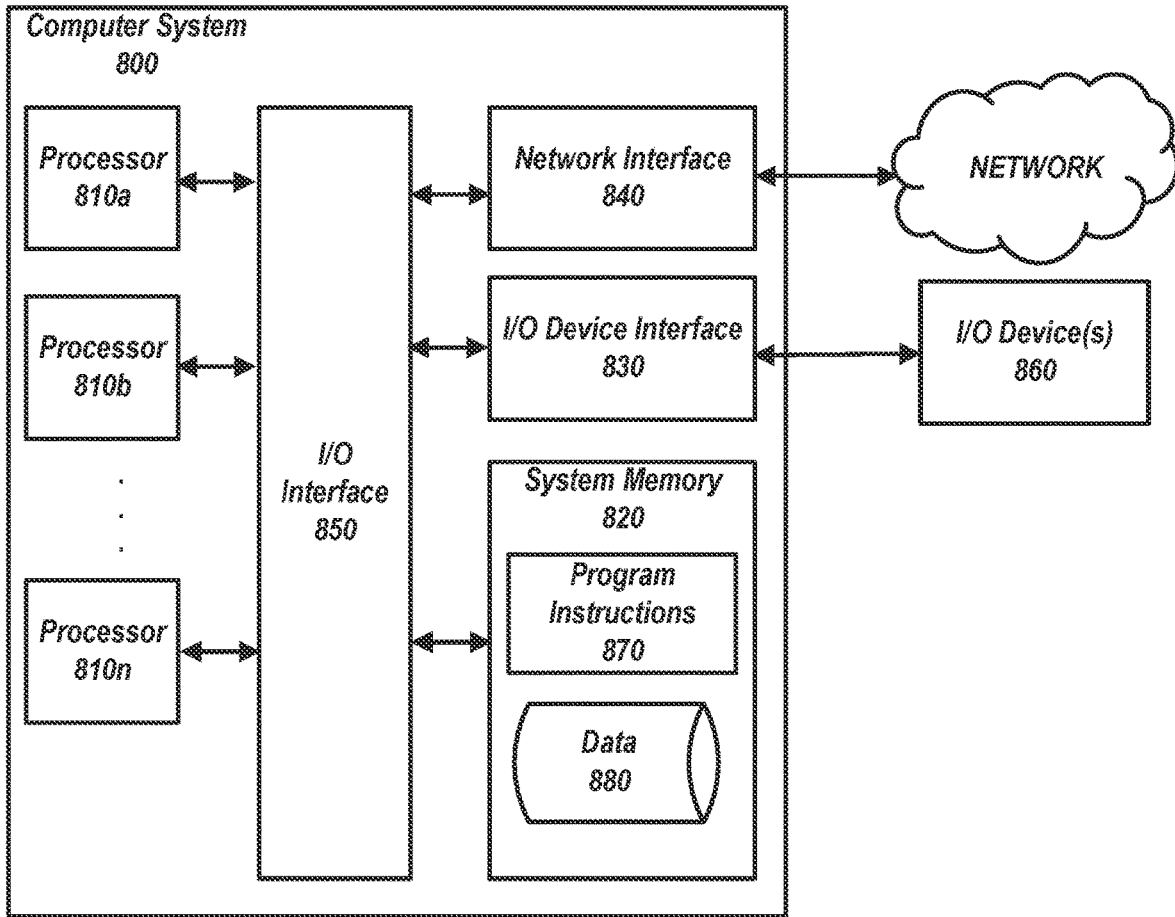 Computer System
800
Processor
810a
Processor
810b
.
.
.
Processor
810n
I/O
Interface
850
Network Interface
840
I/O Device Interface
830
System Memory
820
Program
Instructions
870
Data
880
NETWORK
I/O Device(s)
860